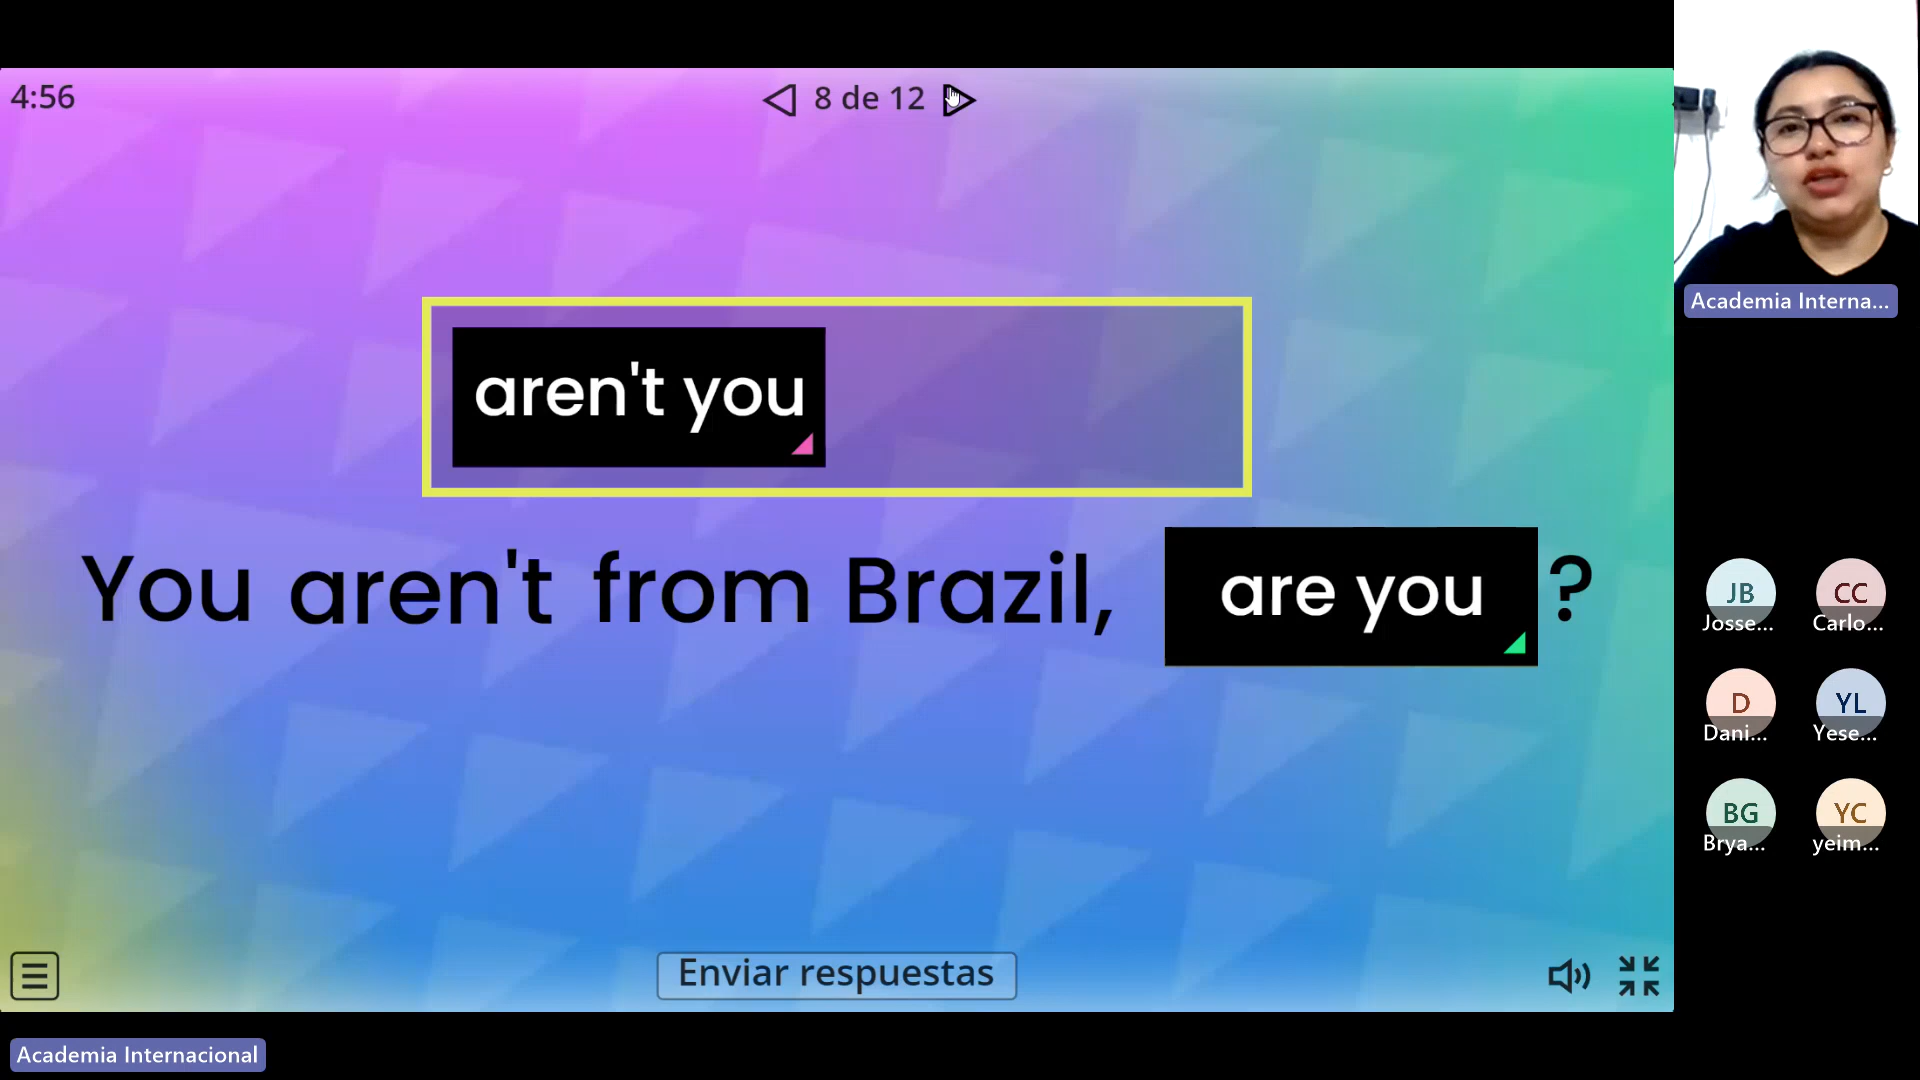 4:56
8 de 12
aren't you
You aren't from Brazil, are you ?
Enviar respuestas
Academia Internacional
Academia Interna...
JB
Josse...
CC
Carlo...
D
Dani...
YL
Yese...
BG
Brya...
YC
yeim...